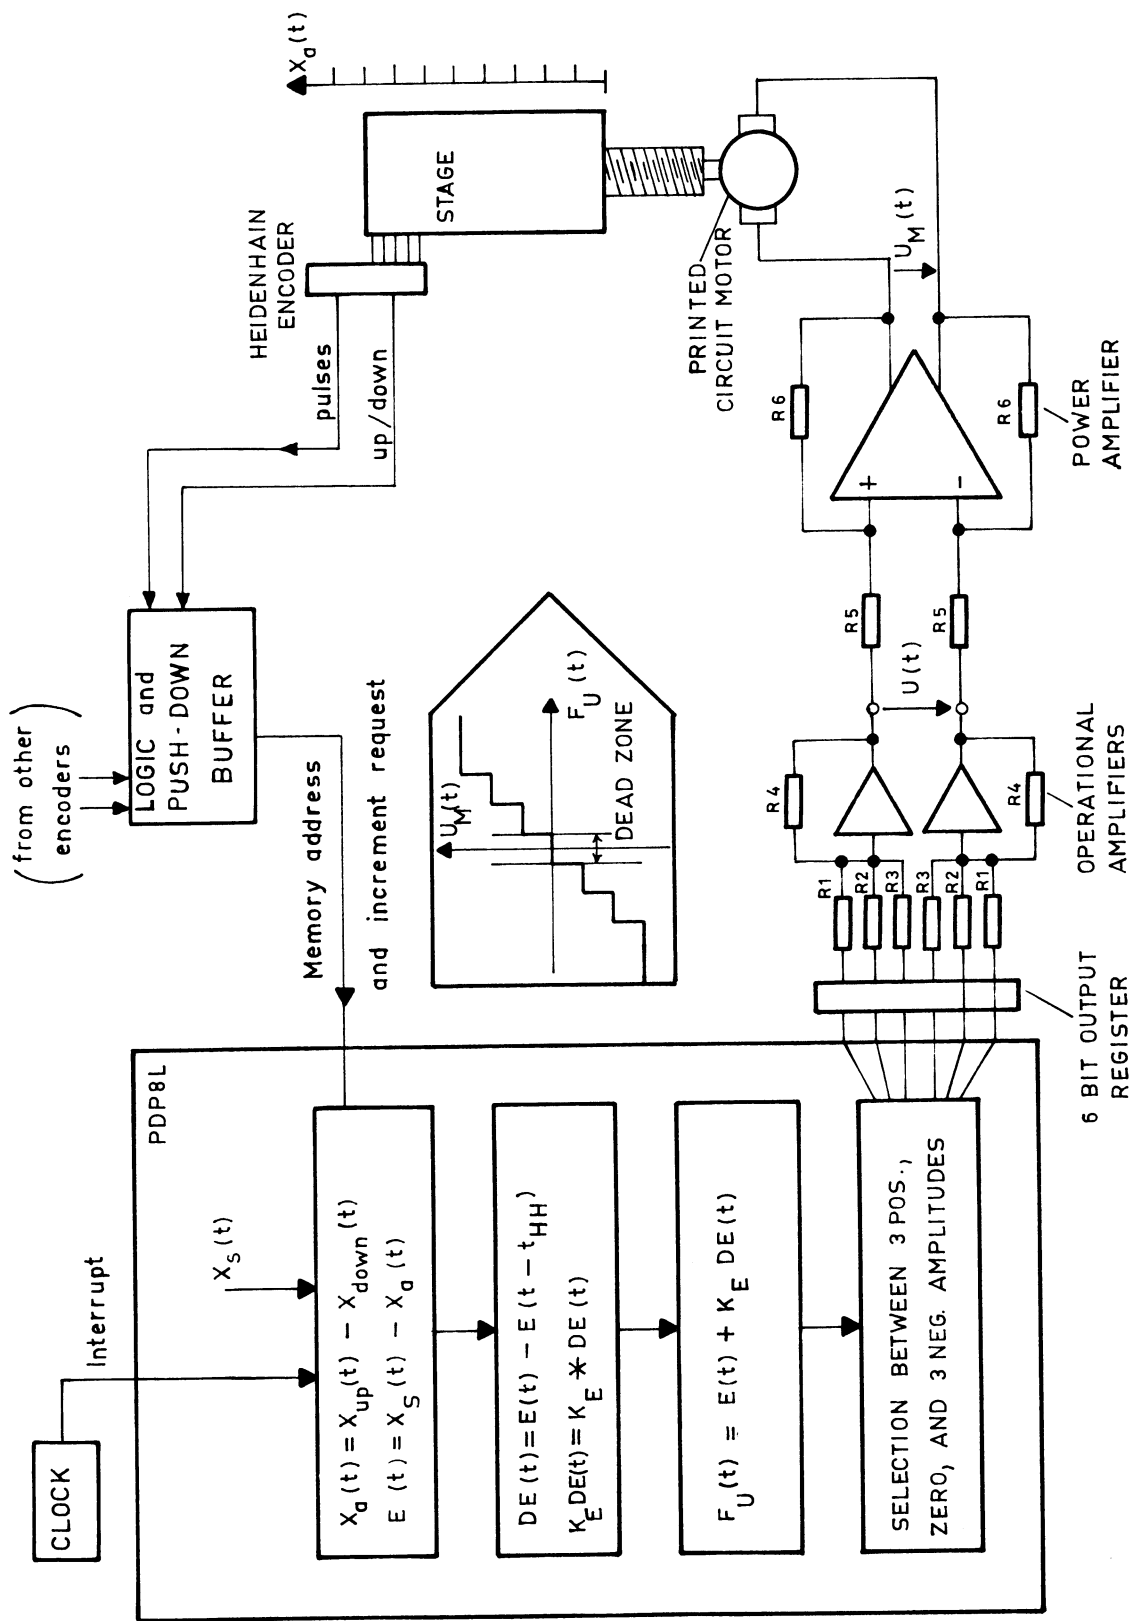 CLOCK
Interrupt
PDP8L
X_S(t)
X_a(t) = X_up(t) − X_down(t)
E (t) = X_S(t) − X_a(t)
DE (t) = E(t) − E(t − t_HH)
K_E DE(t) = K_E * DE(t)
F_U(t) = E(t) + K_E DE(t)
SELECTION BETWEEN 3 POS.,
ZERO, AND 3 NEG. AMPLITUDES
(from other
encoders)
LOGIC and
PUSH-DOWN
BUFFER
Memory address
and increment request
pulses
up/down
HEIDENHAIN
ENCODER
STAGE
X_a(t)
U_M(t)
F_U(t)
DEAD ZONE
6 BIT OUTPUT
REGISTER
R1
R2
R3
R3
R2
R1
R4
R4
OPERATIONAL
AMPLIFIERS
U(t)
R5
R5
+
−
R6
R6
POWER
AMPLIFIER
U_M(t)
PRINTED
CIRCUIT MOTOR